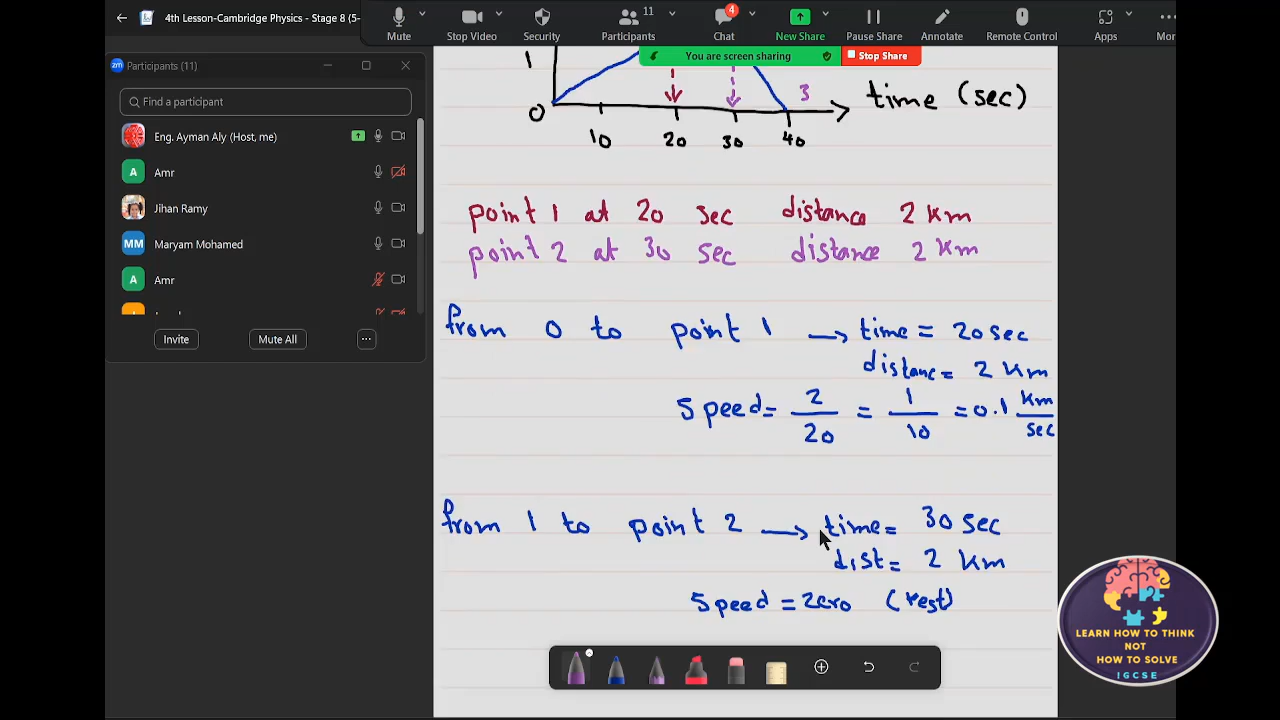 4th Lesson-Cambridge Physics - Stage 8 (5-
Mute
Stop Video
Security
11
Participants
4
Chat
New Share
Pause Share
Annotate
Remote Control
Apps
Mor
You are screen sharing
Stop Share
zm Participants (11)
Find a participant
Eng. Ayman Aly (Host, me)
A Amr
Jihan Ramy
MM Maryam Mohamed
A Amr
Invite
Mute All
1
0
3
time (sec)
10 20 30 40
point 1 at 20 sec distance 2 km
point 2 at 30 sec distance 2 km
from 0 to point 1 → time = 20 sec
distanc = 2 km
Speed = 2/20 = 1/10 = 0.1 km/sec
from 1 to point 2 → time = 30 sec
dist = 2 km
Speed = zero (rest)
LEARN HOW TO THINK
NOT
HOW TO SOLVE
IGCSE